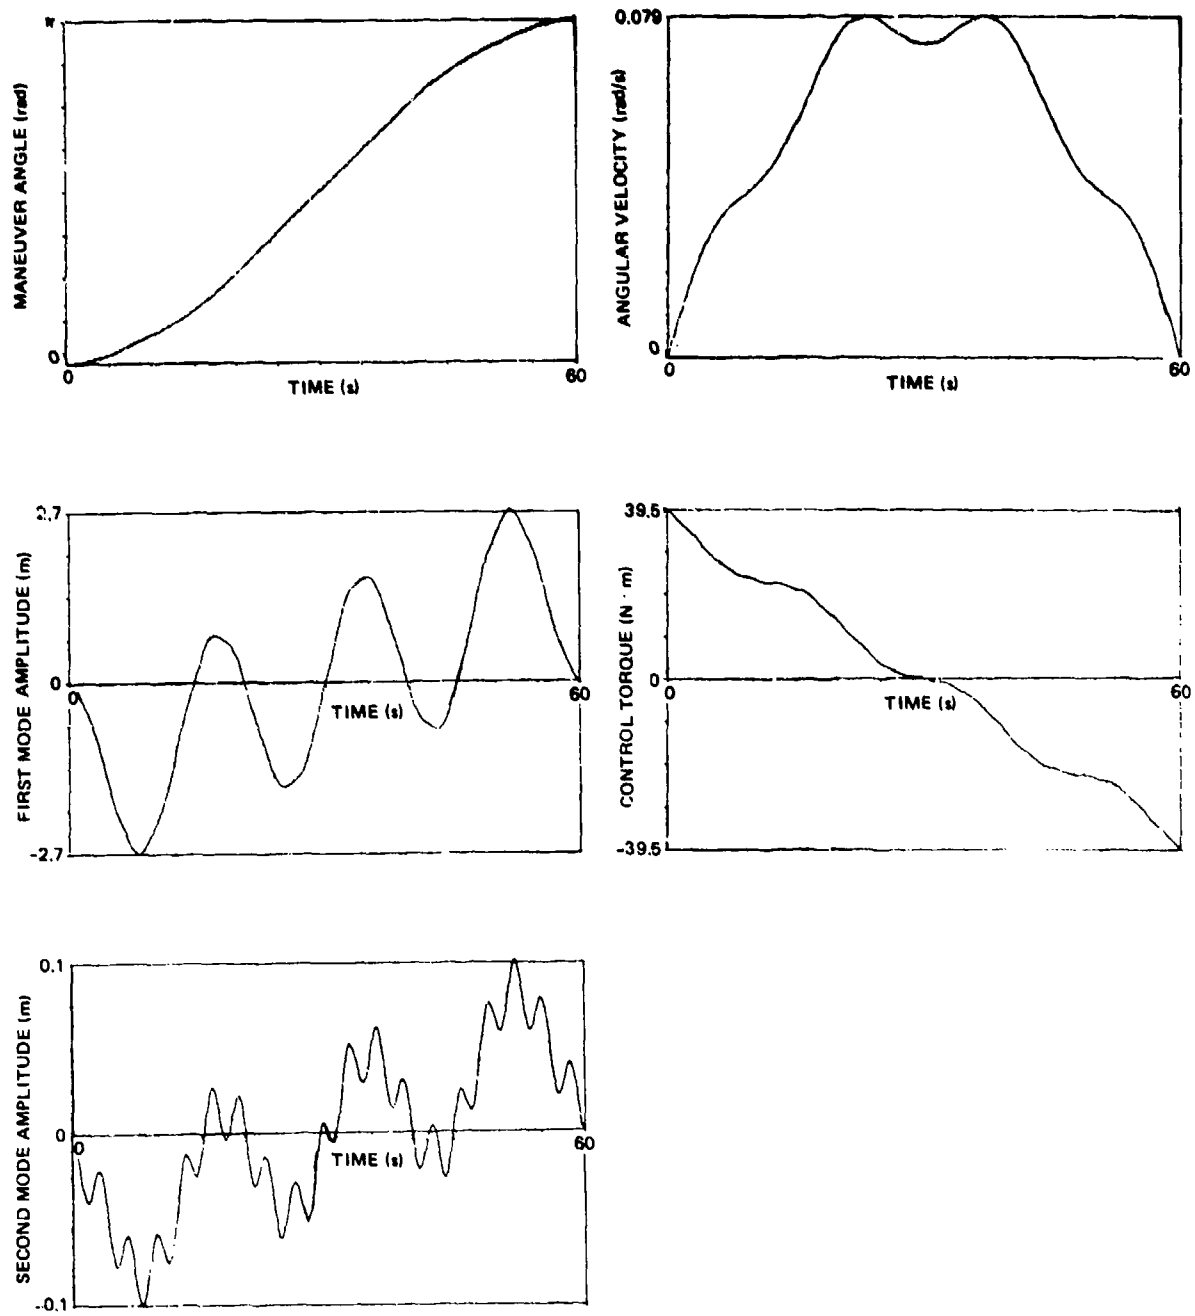 MANEUVER ANGLE (rad)
0
0
60
TIME (s)
0.079
ANGULAR VELOCITY (rad/s)
0
0
60
TIME (s)
2.7
FIRST MODE AMPLITUDE (m)
0
0
60
TIME (s)
-2.7
39.5
CONTROL TORQUE (N · m)
0
0
60
TIME (s)
-39.5
0.1
SECOND MODE AMPLITUDE (m)
0
0
60
TIME (s)
-0.1